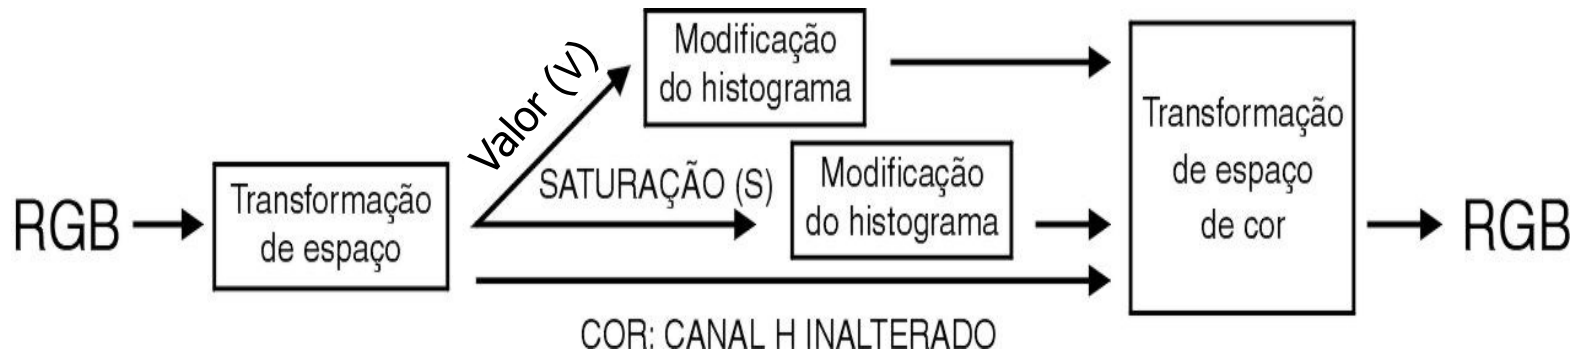 RGB
Transformação
de espaço
Valor (V)
Modificação
do histograma
SATURAÇÃO (S)
Modificação
do histograma
COR: CANAL H INALTERADO
Transformação
de espaço
de cor
RGB